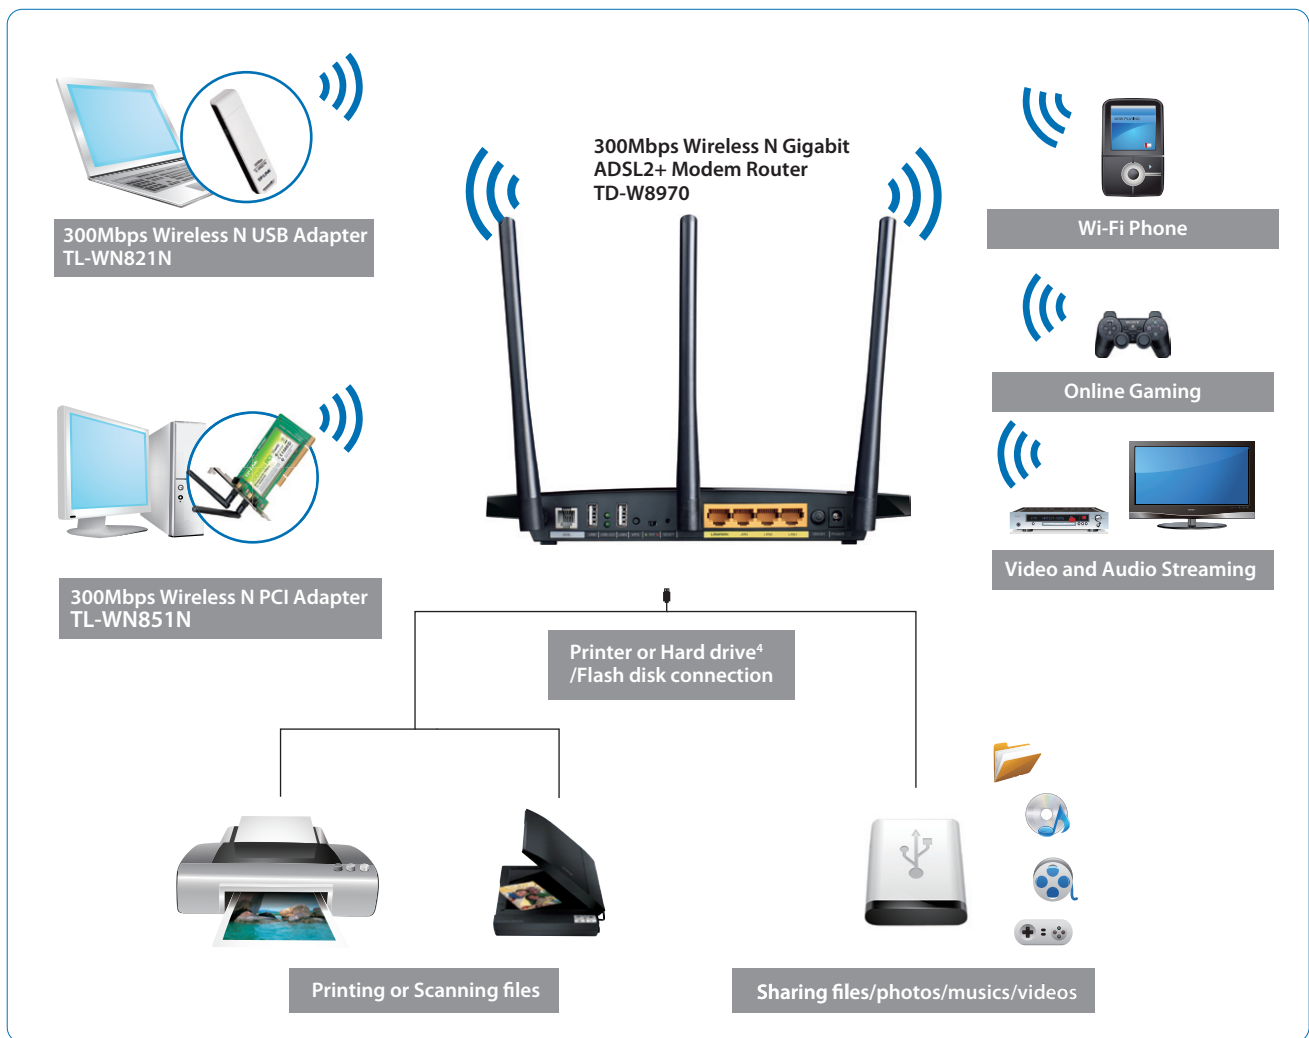 300Mbps Wireless N Gigabit
ADSL2+ Modem Router
TD-W8970
300Mbps Wireless N USB Adapter
TL-WN821N
Wi-Fi Phone
Online Gaming
Video and Audio Streaming
300Mbps Wireless N PCI Adapter
TL-WN851N
Printer or Hard drive⁴
/Flash disk connection
Printing or Scanning files
Sharing files/photos/musics/videos